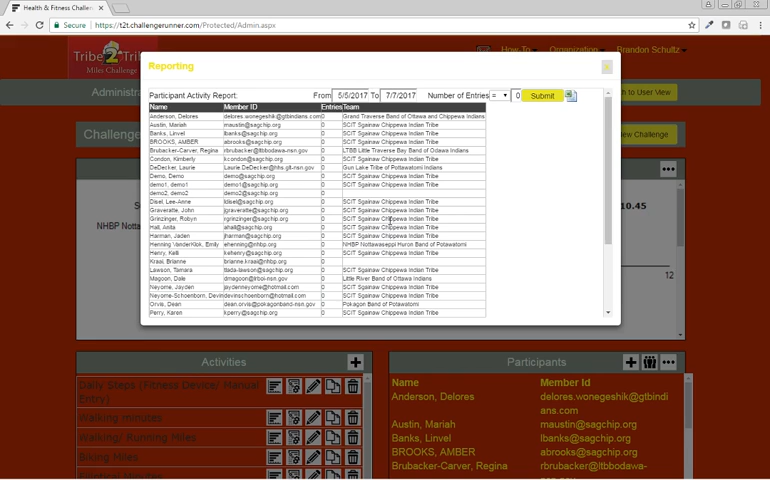 Health & Fitness Challen
Secure https://t2t.challengerunner.com/Protected/Admin.aspx
Tribe 2 Tri
Miles Challenge
How-To
Organization
Brandon Schultz
Administra
h to User View
Challenge
ew Challenge
Reporting
Participant Activity Report: From 5/5/2017 To 7/7/2017 Number of Entries = 0 Submit
Name Member ID Entries Team
Anderson, Delores delores.wonegeshik@gtbindians.com 0 Grand Traverse Band of Ottawa and Chippewa Indians
Austin, Mariah maustin@sagchip.org 0 SCIT Sgainaw Chippewa Indian Tribe
Banks, Linvel lbanks@sagchip.org 0 SCIT Sgainaw Chippewa Indian Tribe
BROOKS, AMBER abrooks@sagchip.org 0 SCIT Sgainaw Chippewa Indian Tribe
Brubacker-Carver, Regina rbrubacker@ltbbodawa-nsn.gov 0 LTBB Little Traverse Bay Band of Odawa Indians
Condon, Kimberly kcondon@sagchip.org 0 SCIT Sgainaw Chippewa Indian Tribe
DeDecker, Laurie Laurie.DeDecker@hhs.glt-nsn.gov 0 Gun Lake Tribe of Pottawatomi Indians
Demo, Demo demo@sagchip.org 0 SCIT Sgainaw Chippewa Indian Tribe
demo1, demo1 demo1@sagchip.org 0 SCIT Sgainaw Chippewa Indian Tribe
demo2, demo2 demo2@sagchip.org 0
Disel, Lee-Anne ldisel@sagchip.org 0 SCIT Sgainaw Chippewa Indian Tribe
Graveratte, John jgraveratte@sagchip.org 0 SCIT Sgainaw Chippewa Indian Tribe
Grinzinger, Robyn rgrinzinger@sagchip.org 0 SCIT Sgainaw Chippewa Indian Tribe
Hall, Anita ahall@sagchip.org 0 SCIT Sgainaw Chippewa Indian Tribe
Harman, Jaden jharman@sagchip.org 0 SCIT Sgainaw Chippewa Indian Tribe
Henning VanderKlok, Emily ehenning@nhbp.org 0 NHBP Nottawaseppi Huron Band of Potawatomi
Henry, Kelli kehenry@sagchip.org 0 SCIT Sgainaw Chippewa Indian Tribe
Kraai, Brianne brianne.kraai@nhbp.org 0
Lawson, Tamara tlada-lawson@sagchip.org 0 SCIT Sgainaw Chippewa Indian Tribe
Magoon, Dale dmagoon@lrboi-nsn.gov 0 Little River Band of Ottawa Indians
Neyome, Jayden jaydenneyome@hotmail.com 0 SCIT Sgainaw Chippewa Indian Tribe
Neyome-Schoenborn, Devin devinschoenborn@hotmail.com 0 SCIT Sgainaw Chippewa Indian Tribe
Orvis, Dean dean.orvis@pokagonband-nsn.gov 0 Pokagon Band of Potawatomi
Perry, Karen kperry@sagchip.org 0 SCIT Sgainaw Chippewa Indian Tribe
S
NHBP Notta
10.45
12
Activities
Daily Steps (Fitness Device/ Manual
Entry)
Walking minutes
Walking/ Running Miles
Biking Miles
Elliptical Minutes
Participants
Name Member Id
Anderson, Delores delores.wonegeshik@gtbindi
ans.com
Austin, Mariah maustin@sagchip.org
Banks, Linvel lbanks@sagchip.org
BROOKS, AMBER abrooks@sagchip.org
Brubacker-Carver, Regina rbrubacker@ltbbodawa-
nsn.gov